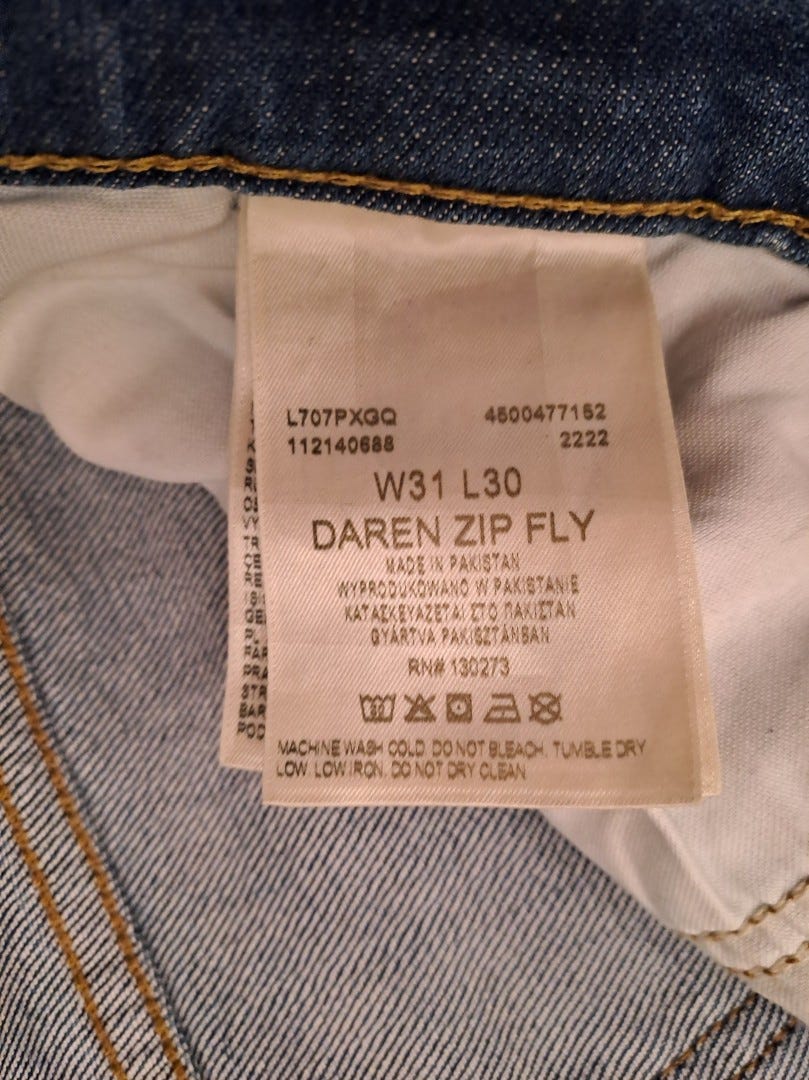 L707PXGQ 4500477152
112140688 2222
W31 L30
DAREN ZIP FLY
MADE IN PAKISTAN
WYPRODUKOWANO W PAKISTANIE
ΚΑΤΑΣΚΕΥΑΖΕΤΑΙ ΣΤΟ ΠΑΚΙΣΤΑΝ
GYÁRTVA PAKISZTÁNBAN
RN# 130273
MACHINE WASH COLD. DO NOT BLEACH. TUMBLE DRY
LOW. LOW IRON. DO NOT DRY CLEAN